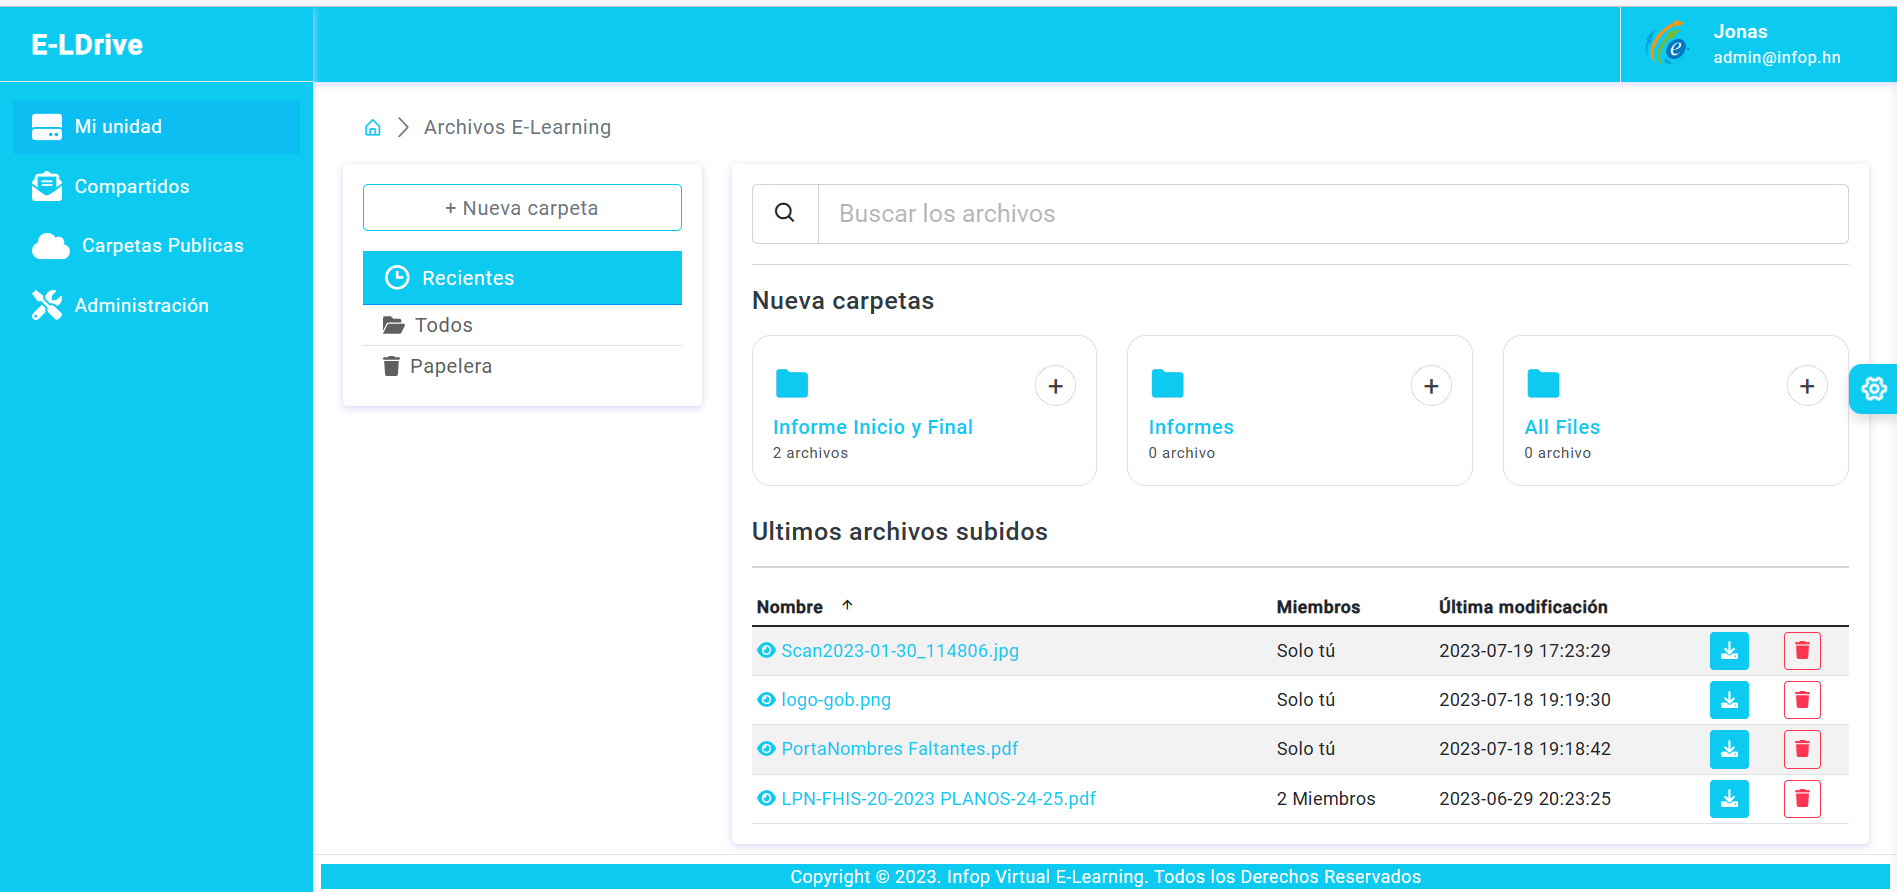 E-LDrive
Jonas
admin@infop.hn
Mi unidad
Compartidos
Carpetas Publicas
Administración
Archivos E-Learning
+ Nueva carpeta
Recientes
Todos
Papelera
Buscar los archivos
Nueva carpetas
Informe Inicio y Final
2 archivos
Informes
0 archivo
All Files
0 archivo
Ultimos archivos subidos
Nombre ↑ Miembros Última modificación
Scan2023-01-30_114806.jpg Solo tú 2023-07-19 17:23:29
logo-gob.png Solo tú 2023-07-18 19:19:30
PortaNombres Faltantes.pdf Solo tú 2023-07-18 19:18:42
LPN-FHIS-20-2023 PLANOS-24-25.pdf 2 Miembros 2023-06-29 20:23:25
Copyright © 2023. Infop Virtual E-Learning. Todos los Derechos Reservados